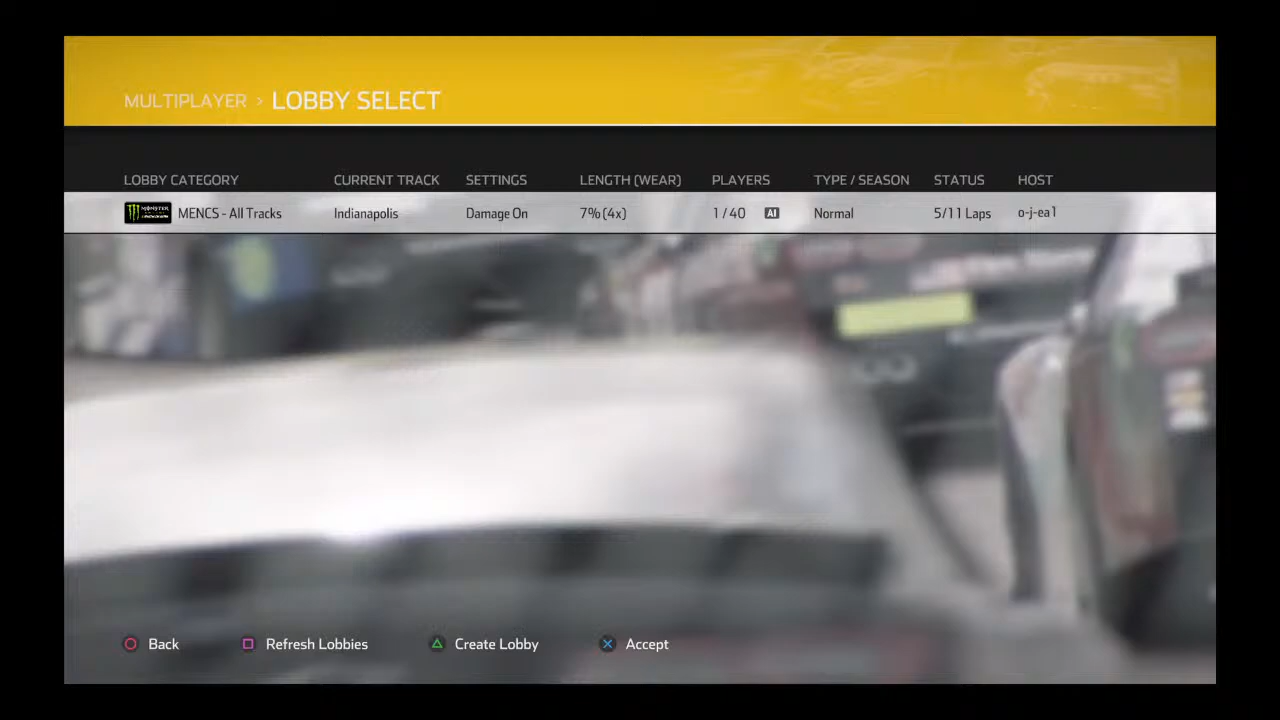 MULTIPLAYER > LOBBY SELECT
LOBBY CATEGORY CURRENT TRACK SETTINGS LENGTH (WEAR) PLAYERS TYPE / SEASON STATUS HOST
MONSTER MENCS - All Tracks Indianapolis Damage On 7% (4x) 1 / 40 AI Normal 5/11 Laps o-j-ea1
Back Refresh Lobbies Create Lobby Accept